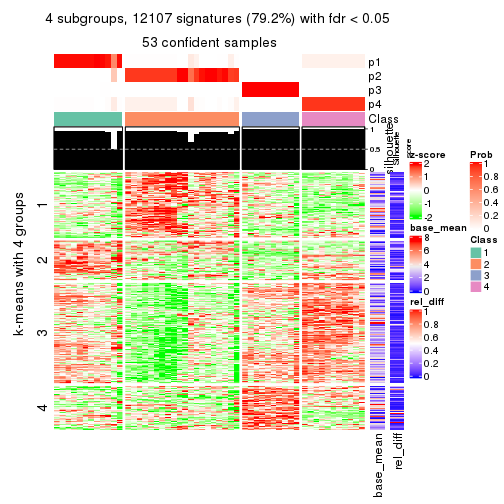 4 subgroups, 12107 signatures (79.2%) with fdr < 0.05
53 confident samples
p1
p2
p3
p4
Class
1
0.5
0
silhouette
Silhouette
score
k-means with 4 groups
1
2
3
4
base_mean
rel_diff
z-score
2
1
0
-1
-2
base_mean
8
6
4
2
0
rel_diff
1
0.8
0.6
0.4
0.2
0
Prob
1
0.8
0.6
0.4
0.2
0
Class
1
2
3
4